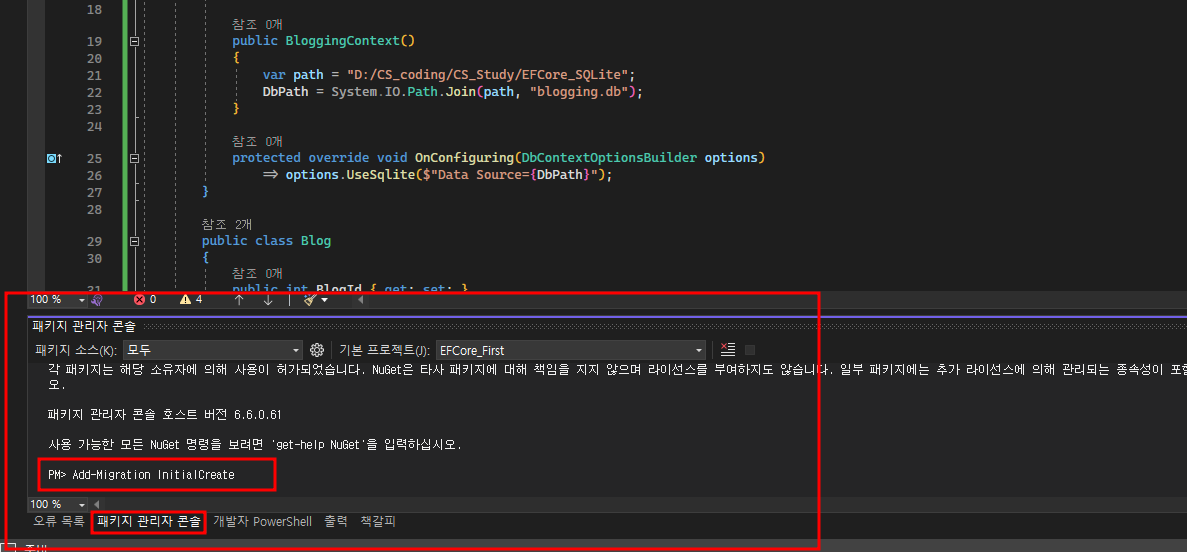 18
참조 0개
19 public BloggingContext()
20 {
21 var path = "D:/CS_coding/CS_Study/EFCore_SQLite";
22 DbPath = System.IO.Path.Join(path, "blogging.db");
23 }
24
참조 0개
25 protected override void OnConfiguring(DbContextOptionsBuilder options)
26 => options.UseSqlite($"Data Source={DbPath}");
27 }
28
참조 2개
29 public class Blog
30 {
참조 0개
31 public int BlogId { get; set; }
100 % 0 4
패키지 관리자 콘솔
패키지 소스(K): 모두 기본 프로젝트(J): EFCore_First
각 패키지는 해당 소유자에 의해 사용이 허가되었습니다. NuGet은 타사 패키지에 대해 책임을 지지 않으며 라이선스를 부여하지도 않습니다. 일부 패키지에는 추가 라이선스에 의해 관리되는 종속성이 포함
오.
패키지 관리자 콘솔 호스트 버전 6.6.0.61
사용 가능한 모든 NuGet 명령을 보려면 'get-help NuGet'을 입력하십시오.
PM> Add-Migration InitialCreate
100 %
오류 목록 패키지 관리자 콘솔 개발자 PowerShell 출력 책갈피